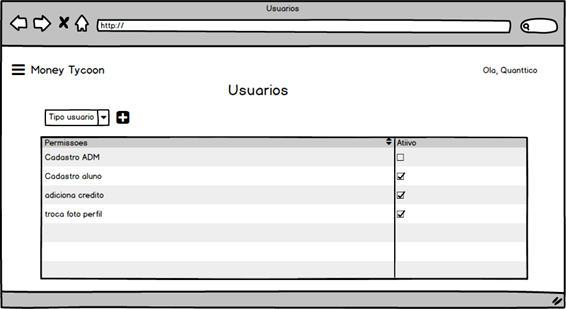 Usuarios
http://
Money Tycoon
Ola, Quanttico
Usuarios
Tipo usuario
Permissoes Atiivo
Cadastro ADM
Cadastro aluno
adiciona credito
troca foto perfil